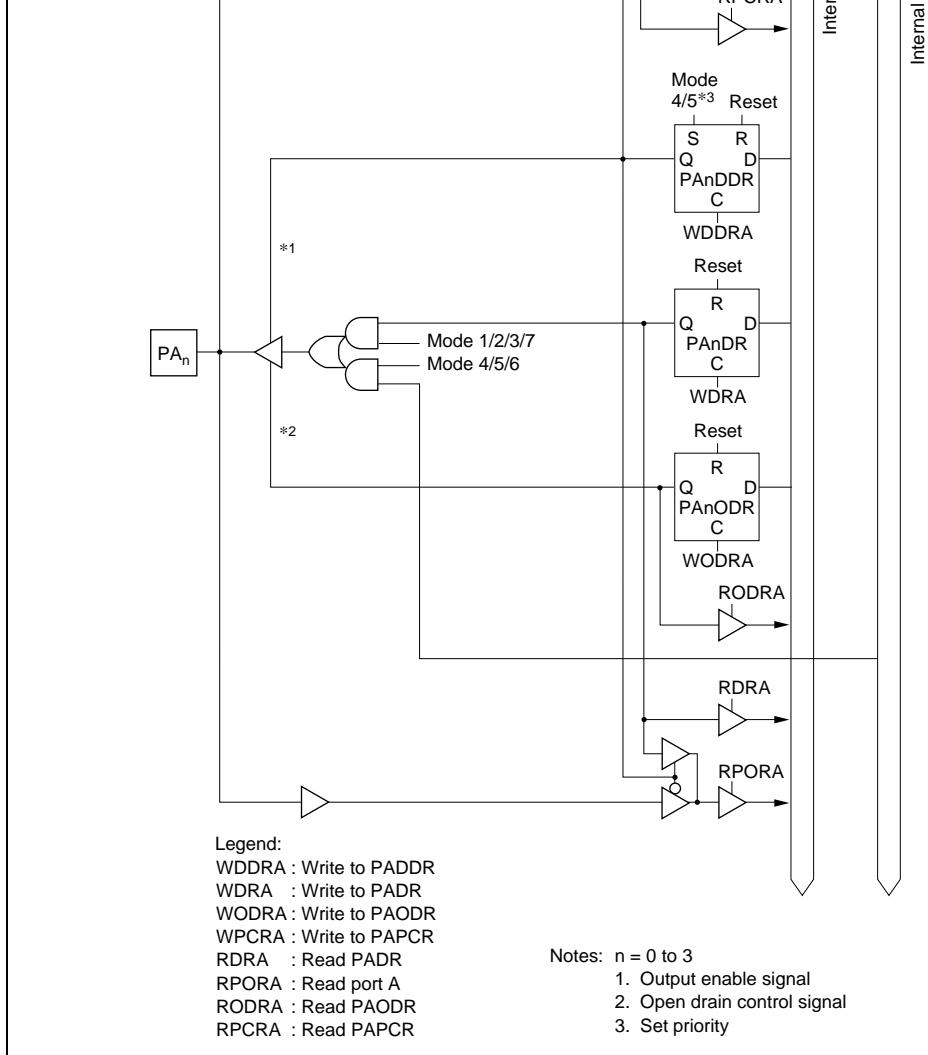 Inter
Internal
Mode
4/5*3 Reset
S R
Q D
PAnDDR
C
WDDRA
*1
Reset
R
Q D
PAnDR
C
WDRA
Mode 1/2/3/7
Mode 4/5/6
PAn
*2
Reset
R
Q D
PAnODR
C
WODRA
RODRA
RDRA
RPORA
Legend:
WDDRA : Write to PADDR
WDRA : Write to PADR
WODRA : Write to PAODR
WPCRA : Write to PAPCR
RDRA : Read PADR
RPORA : Read port A
RODRA : Read PAODR
RPCRA : Read PAPCR
Notes: n = 0 to 3
1. Output enable signal
2. Open drain control signal
3. Set priority